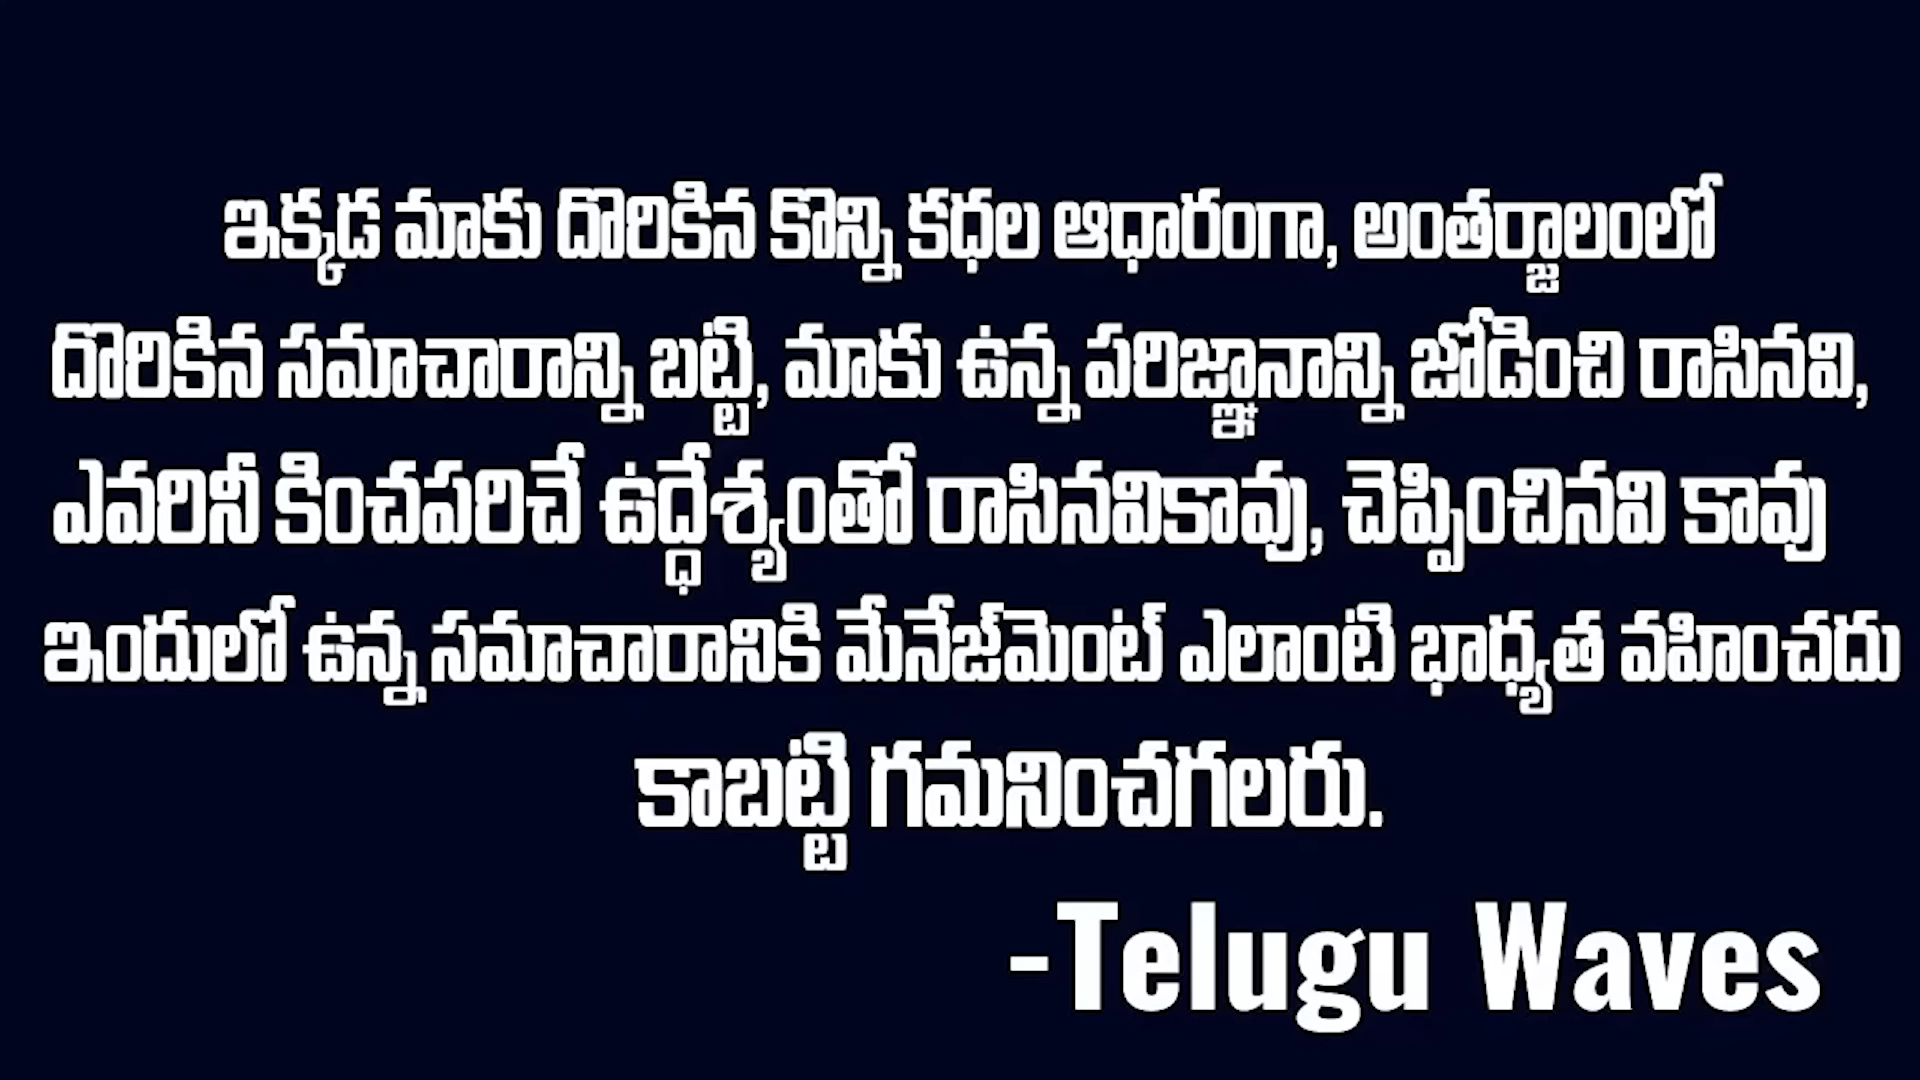 ఇక్కడ మాకు దొరికిన కొన్ని కధల ఆధారంగా, అంతర్జాలంలో
దొరికిన సమాచారాన్ని బట్టి, మాకు ఉన్న పరిజ్ఞానాన్ని జోడించి రాసినవి,
ఎవరినీ కించపరిచే ఉద్ధేశ్యంతో రాసినవికావు, చెప్పించినవి కావు
ఇందులో ఉన్న సమాచారానికి మేనేజ్‌మెంట్ ఎలాంటి భాధ్యత వహించదు
కాబట్టి గమనించగలరు.
-Telugu Waves